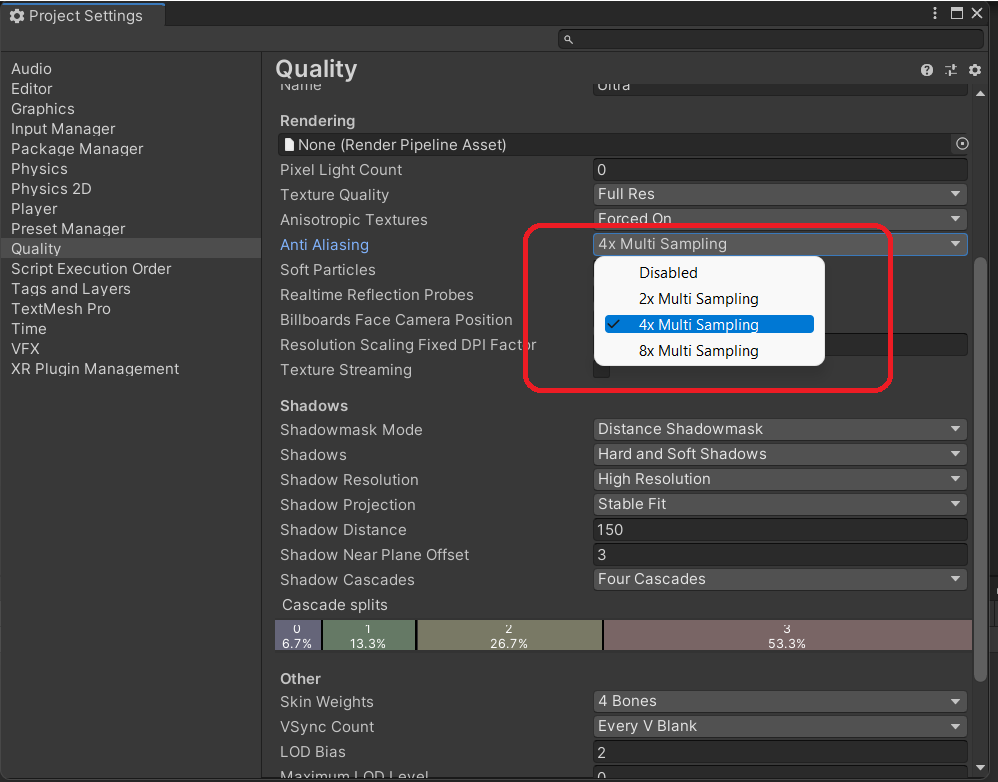 Project Settings
Quality
Audio
Editor
Graphics
Input Manager
Package Manager
Physics
Physics 2D
Player
Preset Manager
Quality
Script Execution Order
Tags and Layers
TextMesh Pro
Time
VFX
XR Plugin Management
Name Ultra
Rendering
None (Render Pipeline Asset)
Pixel Light Count 0
Texture Quality Full Res
Anisotropic Textures Forced On
Anti Aliasing 4x Multi Sampling
Disabled
2x Multi Sampling
4x Multi Sampling
8x Multi Sampling
Soft Particles
Realtime Reflection Probes
Billboards Face Camera Position
Resolution Scaling Fixed DPI Factor
Texture Streaming
Shadows
Shadowmask Mode Distance Shadowmask
Shadows Hard and Soft Shadows
Shadow Resolution High Resolution
Shadow Projection Stable Fit
Shadow Distance 150
Shadow Near Plane Offset 3
Shadow Cascades Four Cascades
Cascade splits
0 1 2 3
6.7% 13.3% 26.7% 53.3%
Other
Skin Weights 4 Bones
VSync Count Every V Blank
LOD Bias 2
Maximum LOD Level 0